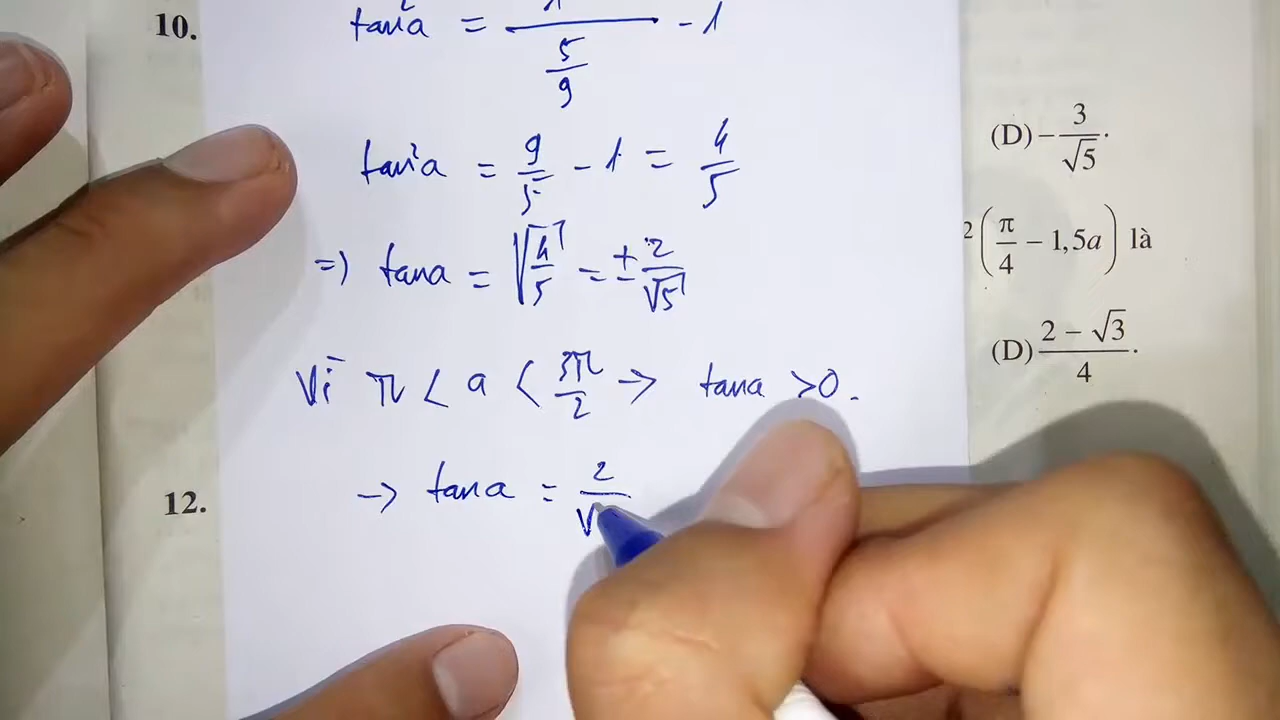 10.
tan²a = 1/(5/9) - 1
tan²a = 9/5 - 1 = 4/5
=) tana = √(4/5) = ± 2/√5
Vì π < a < 3π/2 → tana >0.
12.
→ tana = 2/√
(D) -3/√5.
²(π/4 - 1,5a) là
(D) (2 - √3)/4.